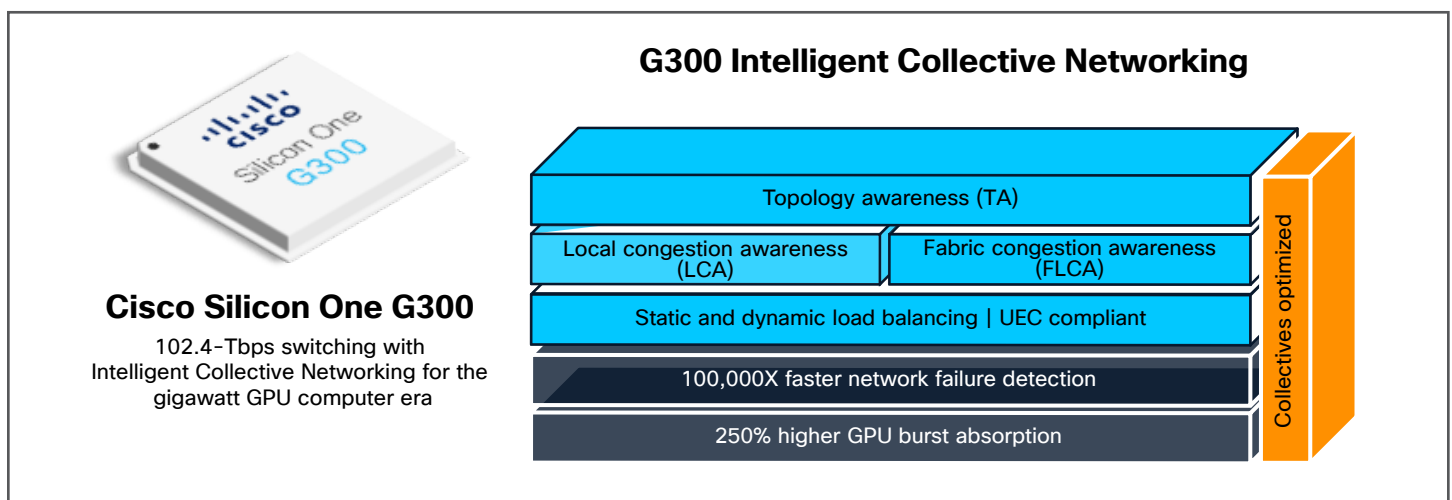 CISCO
Silicon One
G300
Cisco Silicon One G300
102.4-Tbps switching with
Intelligent Collective Networking for the
gigawatt GPU computer era
G300 Intelligent Collective Networking
Topology awareness (TA)
Local congestion awareness
(LCA)
Fabric congestion awareness
(FLCA)
Static and dynamic load balancing | UEC compliant
100,000X faster network failure detection
250% higher GPU burst absorption
Collectives optimized